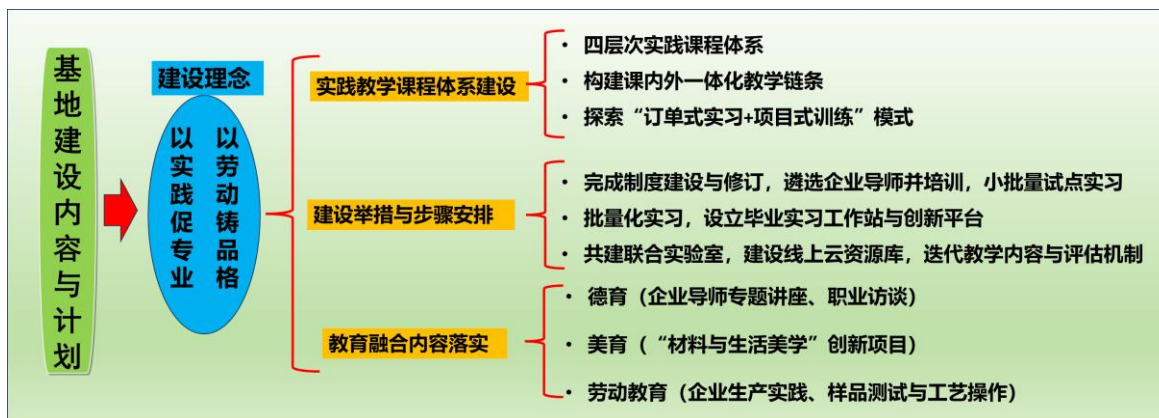 基地建设内容与计划
建设理念
以实践促专业
以劳动铸品格
实践教学课程体系建设
• 四层次实践课程体系
• 构建课内外一体化教学链条
• 探索“订单式实习+项目式训练”模式
建设举措与步骤安排
• 完成制度建设与修订，遴选企业导师并培训，小批量试点实习
• 批量化实习，设立毕业实习工作站与创新平台
• 共建联合实验室，建设线上云资源库，迭代教学内容与评估机制
教育融合内容落实
• 德育（企业导师专题讲座、职业访谈）
• 美育（ “材料与生活美学”创新项目）
• 劳动教育（企业生产实践、样品测试与工艺操作）